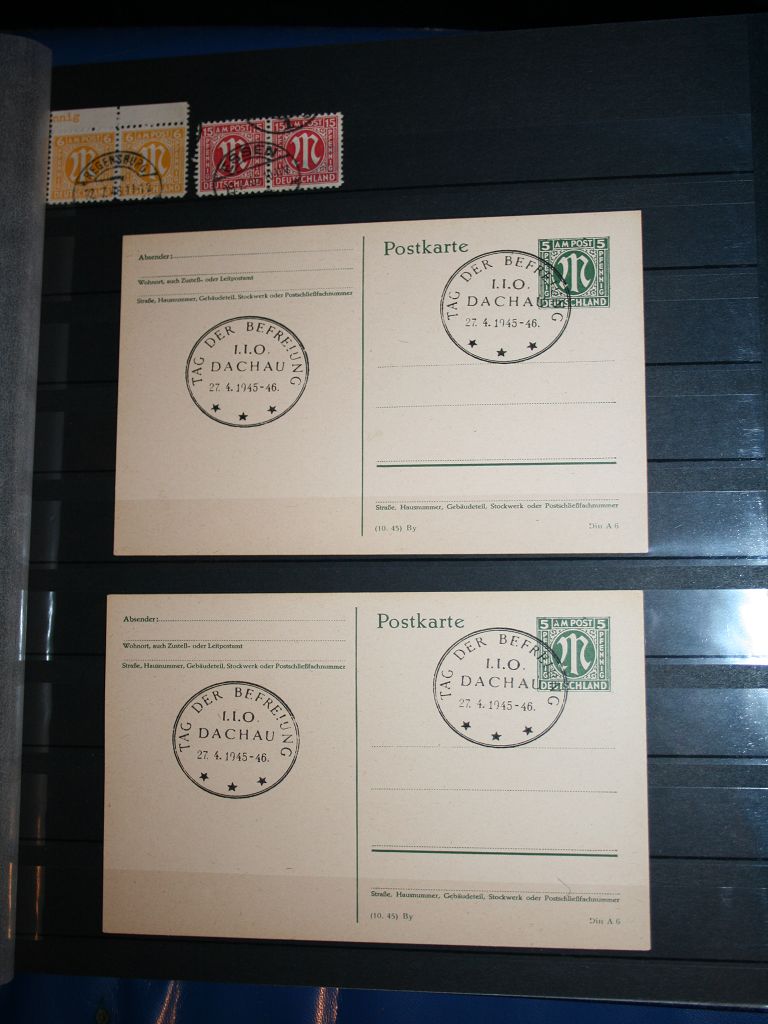 nnig
6 AM POST 6
6 AM POST 6
REGENSBURG
15 AM POST 15
15 AM POST 15
PFENNIG
DEUTSCHLAND
DEUTSCHLAND
Absender:
Wohnort, auch Zustell- oder Leitpostamt
Straße, Hausnummer, Gebäudeteil, Stockwerk oder Postschließfachnummer
TAG DER BEFREIUNG
I.I.O.
DACHAU
27. 4. 1945-46.
Postkarte
5 AM POST 5
PFENNIG
DEUTSCHLAND
TAG DER BEFREIUNG
I.I.O.
DACHAU
27. 4. 1945-46.
Straße, Hausnummer, Gebäudeteil, Stockwerk oder Postschließfachnummer
(10. 45) By
Din A 6
Absender:
Wohnort, auch Zustell- oder Leitpostamt
Straße, Hausnummer, Gebäudeteil, Stockwerk oder Postschließfachnummer
TAG DER BEFREIUNG
I.I.O.
DACHAU
27. 4. 1945-46.
Postkarte
5 AM POST 5
PFENNIG
DEUTSCHLAND
TAG DER BEFREIUNG
I.I.O.
DACHAU
27. 4. 1945-46.
Straße, Hausnummer, Gebäudeteil, Stockwerk oder Postschließfachnummer
(10. 45) By
Din A 6